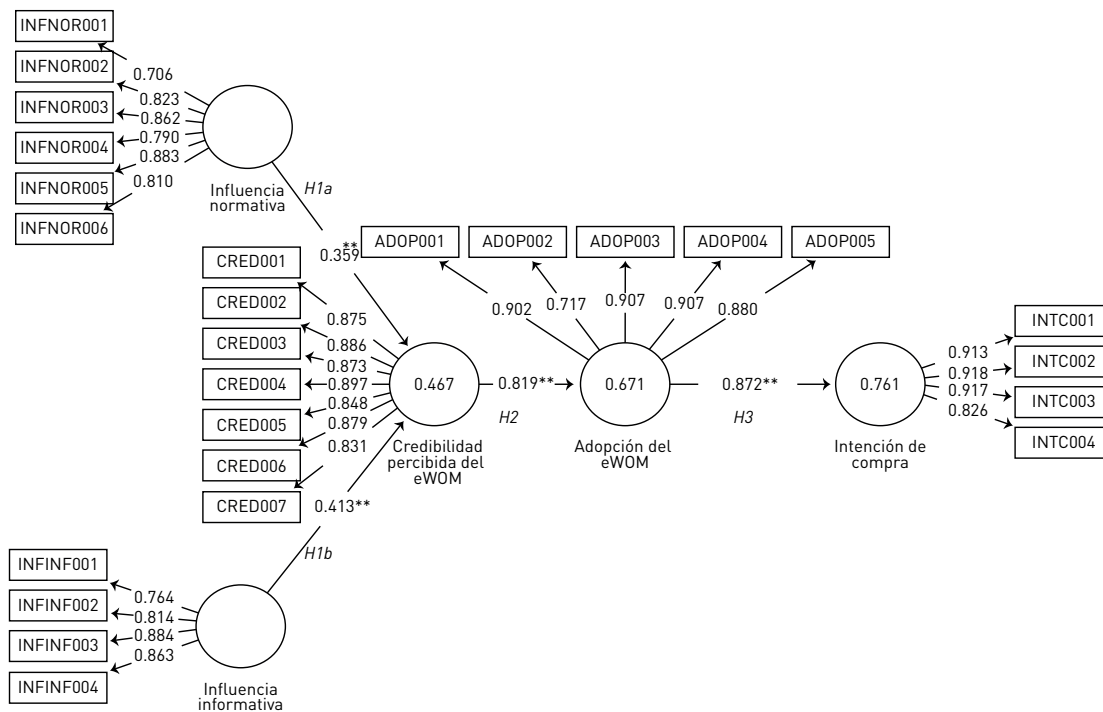 INFNOR001
INFNOR002
INFNOR003
INFNOR004
INFNOR005
INFNOR006
0.706
0.823
0.862
0.790
0.883
0.810
Influencia
normativa
H1a
0.359**
CRED001
CRED002
CRED003
CRED004
CRED005
CRED006
CRED007
0.875
0.886
0.873
0.897
0.848
0.879
0.831
0.467
Credibilidad
percibida del
eWOM
0.413**
H1b
INFINF001
INFINF002
INFINF003
INFINF004
0.764
0.814
0.884
0.863
Influencia
informativa
0.819**
H2
ADOP001
ADOP002
ADOP003
ADOP004
ADOP005
0.902
0.717
0.907
0.907
0.880
0.671
Adopción del
eWOM
0.872**
H3
0.761
Intención de
compra
0.913
0.918
0.917
0.826
INTC001
INTC002
INTC003
INTC004